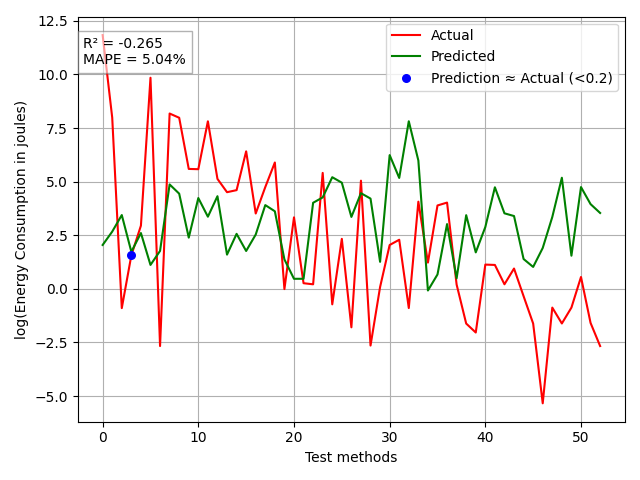 R² = -0.265
MAPE = 5.04%
Actual
Predicted
Prediction ≈ Actual (<0.2)
log(Energy Consumption in joules)
12.5
10.0
7.5
5.0
2.5
0.0
−2.5
−5.0
0 10 20 30 40 50
Test methods